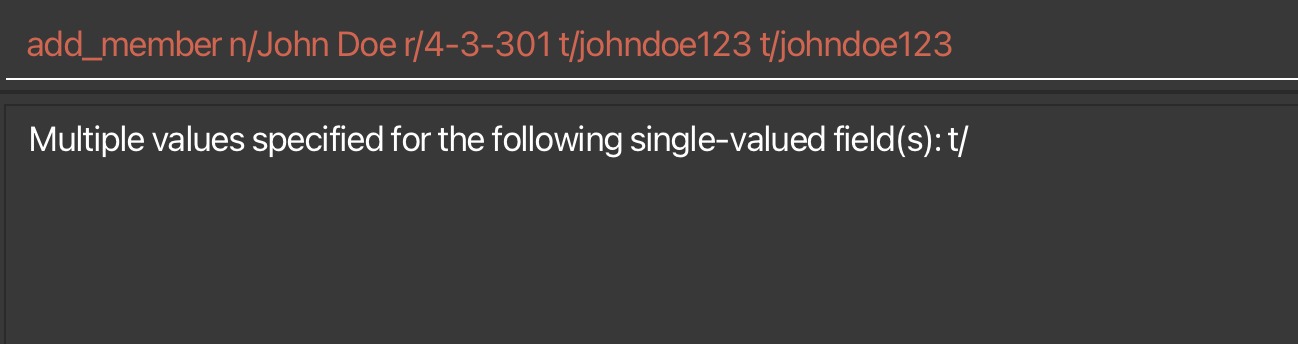 add_member n/John Doe r/4-3-301 t/johndoe123 t/johndoe123
Multiple values specified for the following single-valued field(s): t/